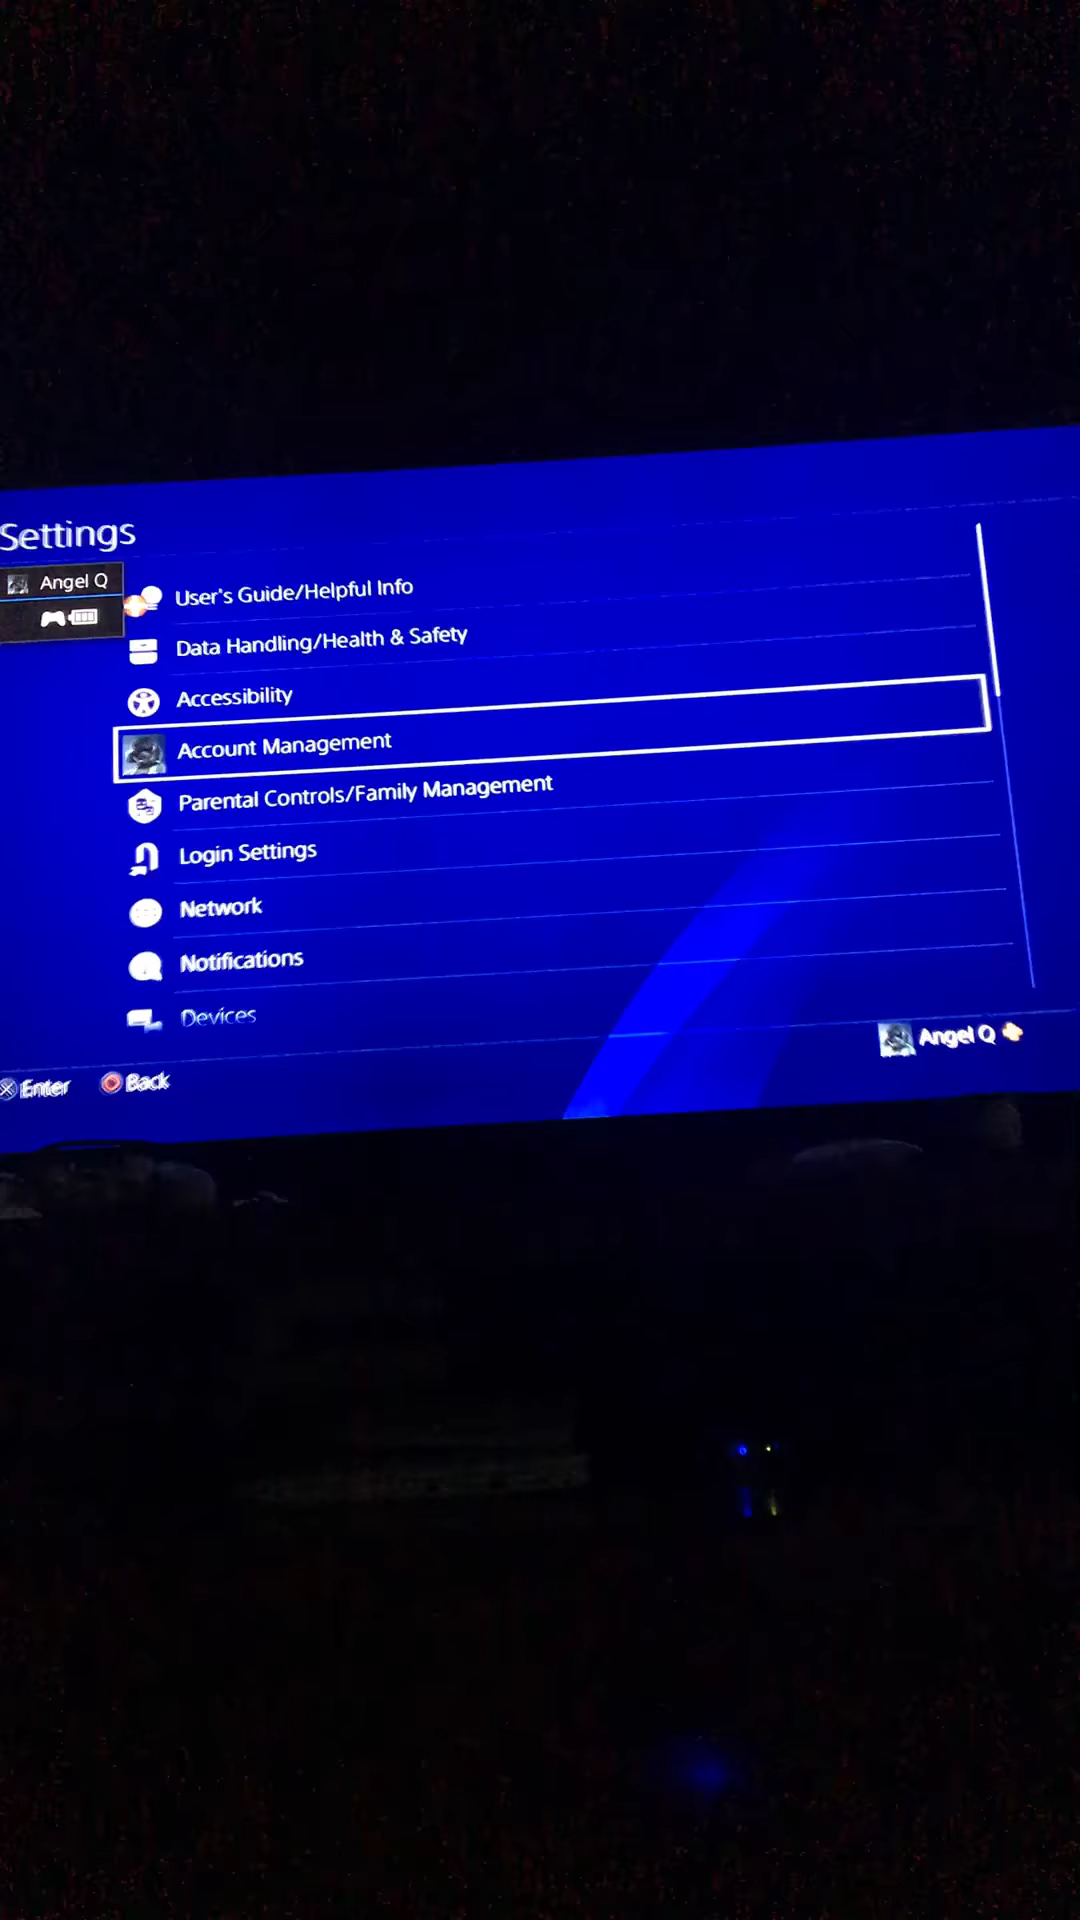 Settings
Angel Q
User's Guide/Helpful Info
Data Handling/Health & Safety
Accessibility
Account Management
Parental Controls/Family Management
Login Settings
Network
Notifications
Devices
Angel Q
Enter
Back